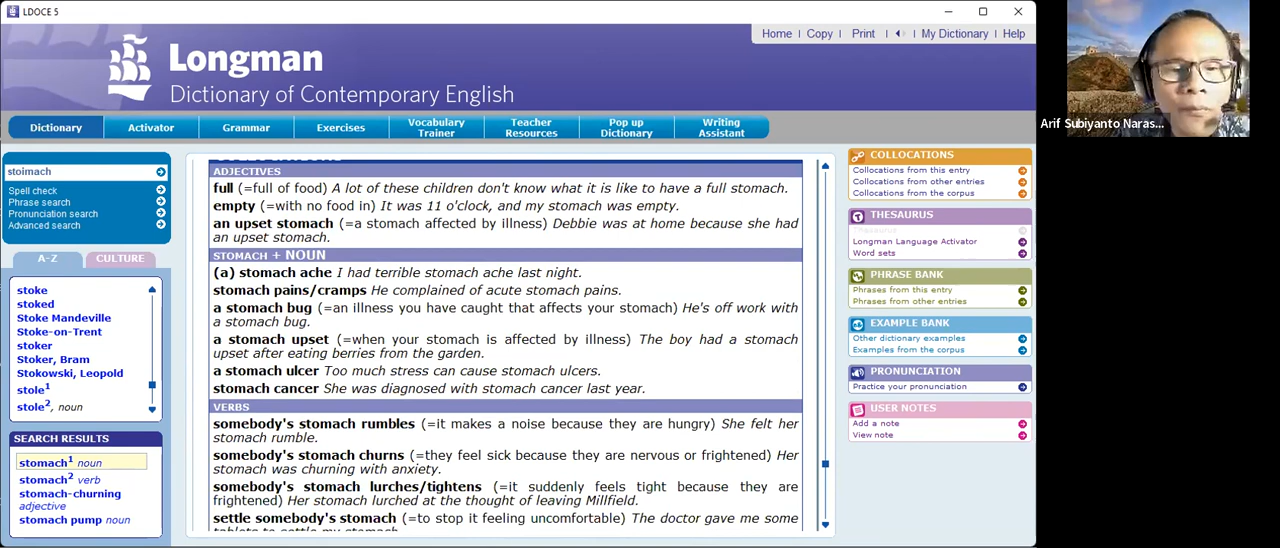 LDOCE 5
Home | Copy | Print | | My Dictionary | Help
Longman
Dictionary of Contemporary English
Dictionary
Activator
Grammar
Exercises
Vocabulary
Trainer
Teacher
Resources
Pop up
Dictionary
Writing
Assistant
stoimach
Spell check
Phrase search
Pronunciation search
Advanced search
A-Z
CULTURE
stoke
stoked
Stoke Mandeville
Stoke-on-Trent
stoker
Stoker, Bram
Stokowski, Leopold
stole1
stole2, noun
SEARCH RESULTS
stomach1 noun
stomach2 verb
stomach-churning
adjective
stomach pump noun
ADJECTIVES
full (=full of food) A lot of these children don't know what it is like to have a full stomach.
empty (=with no food in) It was 11 o'clock, and my stomach was empty.
an upset stomach (=a stomach affected by illness) Debbie was at home because she had
an upset stomach.
STOMACH + NOUN
(a) stomach ache I had terrible stomach ache last night.
stomach pains/cramps He complained of acute stomach pains.
a stomach bug (=an illness you have caught that affects your stomach) He's off work with
a stomach bug.
a stomach upset (=when your stomach is affected by illness) The boy had a stomach
upset after eating berries from the garden.
a stomach ulcer Too much stress can cause stomach ulcers.
stomach cancer She was diagnosed with stomach cancer last year.
VERBS
somebody's stomach rumbles (=it makes a noise because they are hungry) She felt her
stomach rumble.
somebody's stomach churns (=they feel sick because they are nervous or frightened) Her
stomach was churning with anxiety.
somebody's stomach lurches/tightens (=it suddenly feels tight because they are
frightened) Her stomach lurched at the thought of leaving Millfield.
settle somebody's stomach (=to stop it feeling uncomfortable) The doctor gave me some
tablets to settle my stomach.
COLLOCATIONS
Collocations from this entry
Collocations from other entries
Collocations from the corpus
THESAURUS
Thesaurus
Longman Language Activator
Word sets
PHRASE BANK
Phrases from this entry
Phrases from other entries
EXAMPLE BANK
Other dictionary examples
Examples from the corpus
PRONUNCIATION
Practice your pronunciation
USER NOTES
Add a note
View note
Arif Subiyanto Naras...